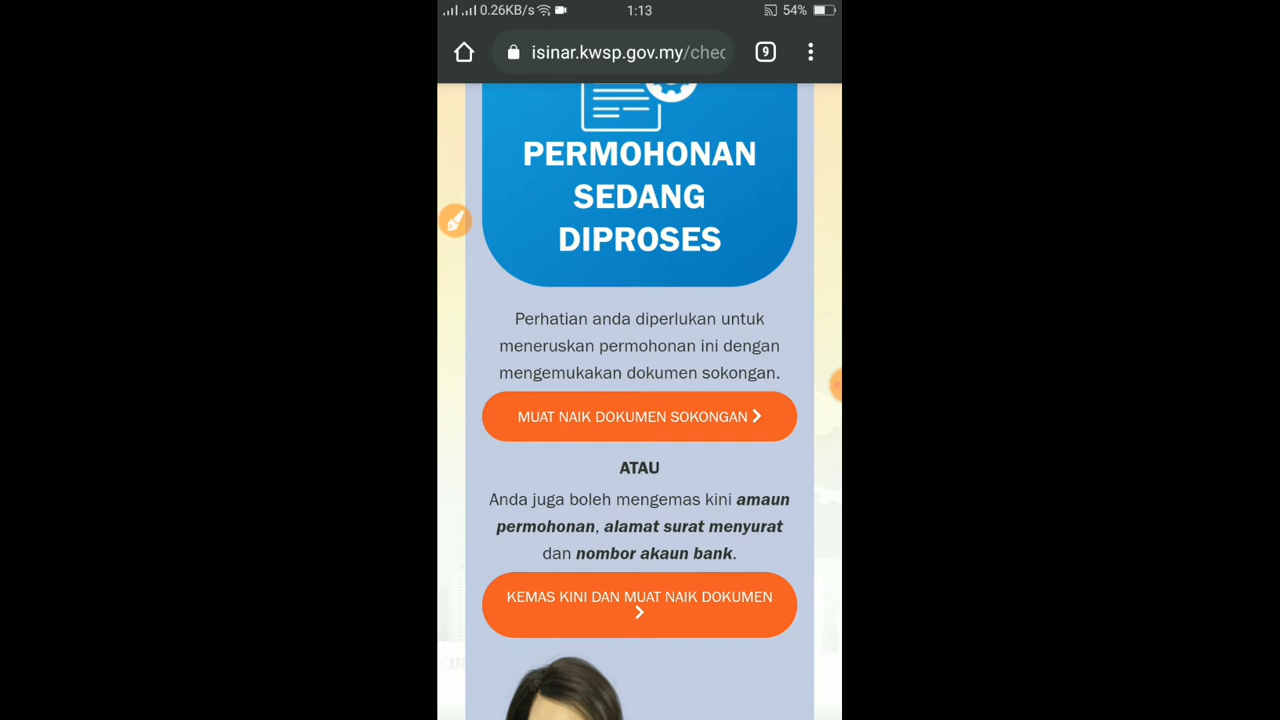 0.26KB/s 1:13 54%
isinar.kwsp.gov.my/chec 9
PERMOHONAN
SEDANG
DIPROSES
Perhatian anda diperlukan untuk
meneruskan permohonan ini dengan
mengemukakan dokumen sokongan.
MUAT NAIK DOKUMEN SOKONGAN
ATAU
Anda juga boleh mengemas kini amaun
permohonan, alamat surat menyurat
dan nombor akaun bank.
KEMAS KINI DAN MUAT NAIK DOKUMEN